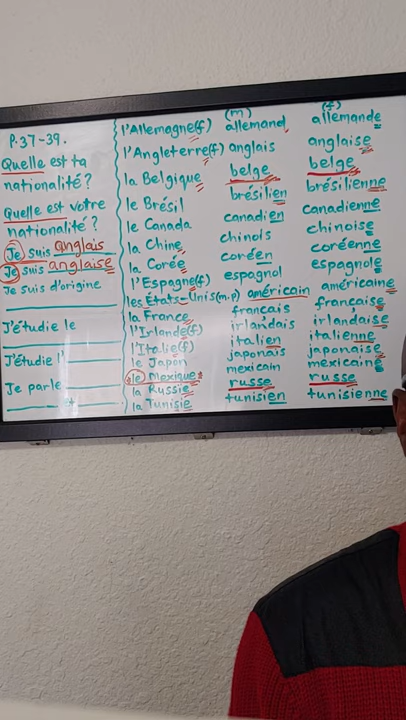 P.37-39.
Quelle est ta
nationalité?
Quelle est votre
nationalité?
Je suis anglais
Je suis anglaise
Je suis d'origine
J'étudie le
J'étudie l'
Je parle
et
(m) (f)
l'Allemagne(f) allemand allemande
l'Angleterre(f) anglais anglaise
la Belgique belge belge
le Brésil brésilien brésilienne
le Canada canadien canadienne
la Chine chinois chinoise
la Corée coréen coréenne
l'Espagne(f) espagnol espagnole
les États-Unis(m.p) américain américaine
la France français française
l'Irlande(f) irlandais irlandaise
l'Italie(f) italien italienne
le Japon japonais japonaise
le Mexique mexicain mexicaine
la Russie russe russe
la Tunisie tunisien tunisienne